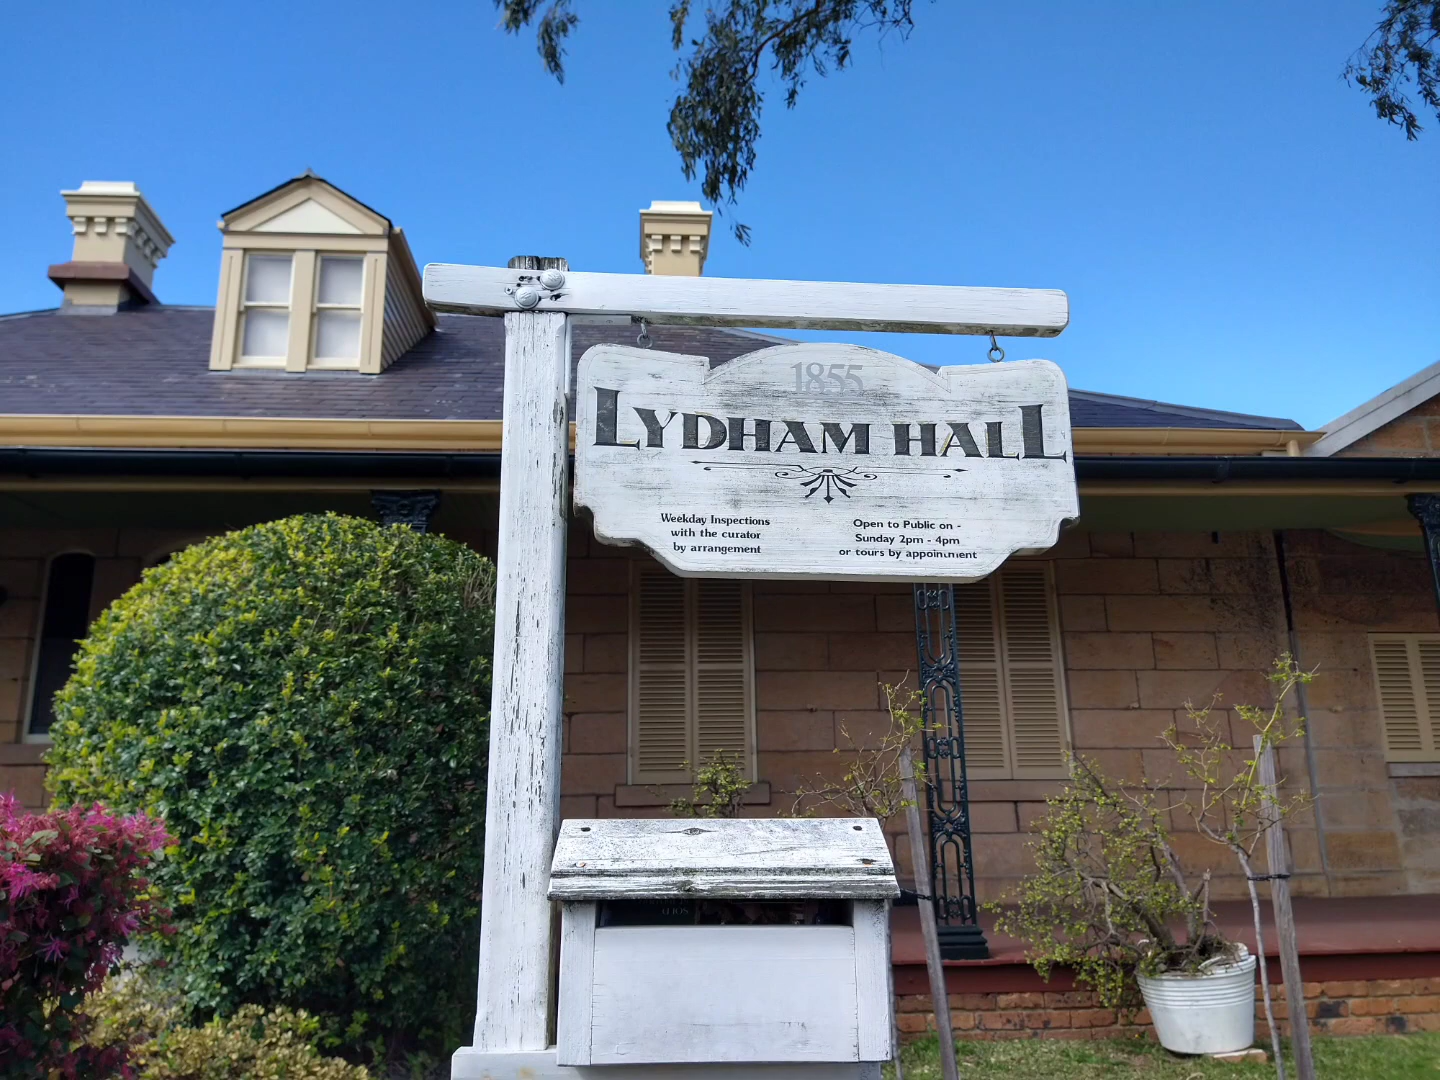 1855
LYDHAM HALL
Weekday Inspections
with the curator
by arrangement
Open to Public on -
Sunday 2pm - 4pm
or tours by appointment